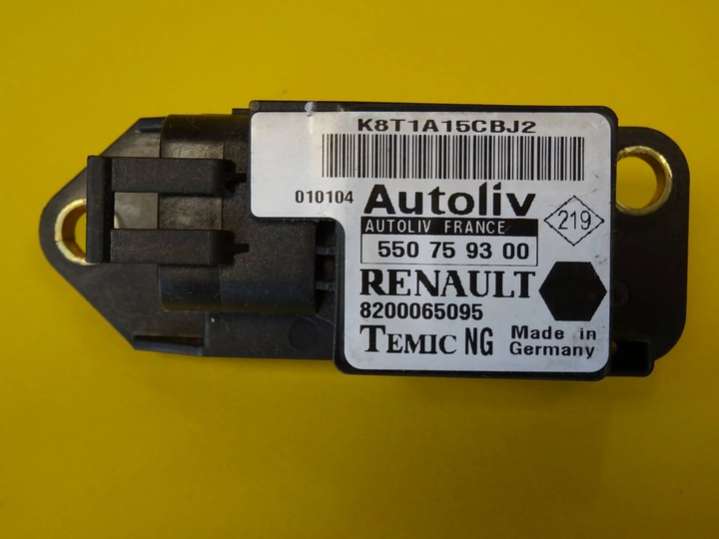 K8T1A15CBJ2
010104
Autoliv
AUTOLIV FRANCE
219
550 75 93 00
RENAULT
8200065095
TEMIC NG
Made in
Germany